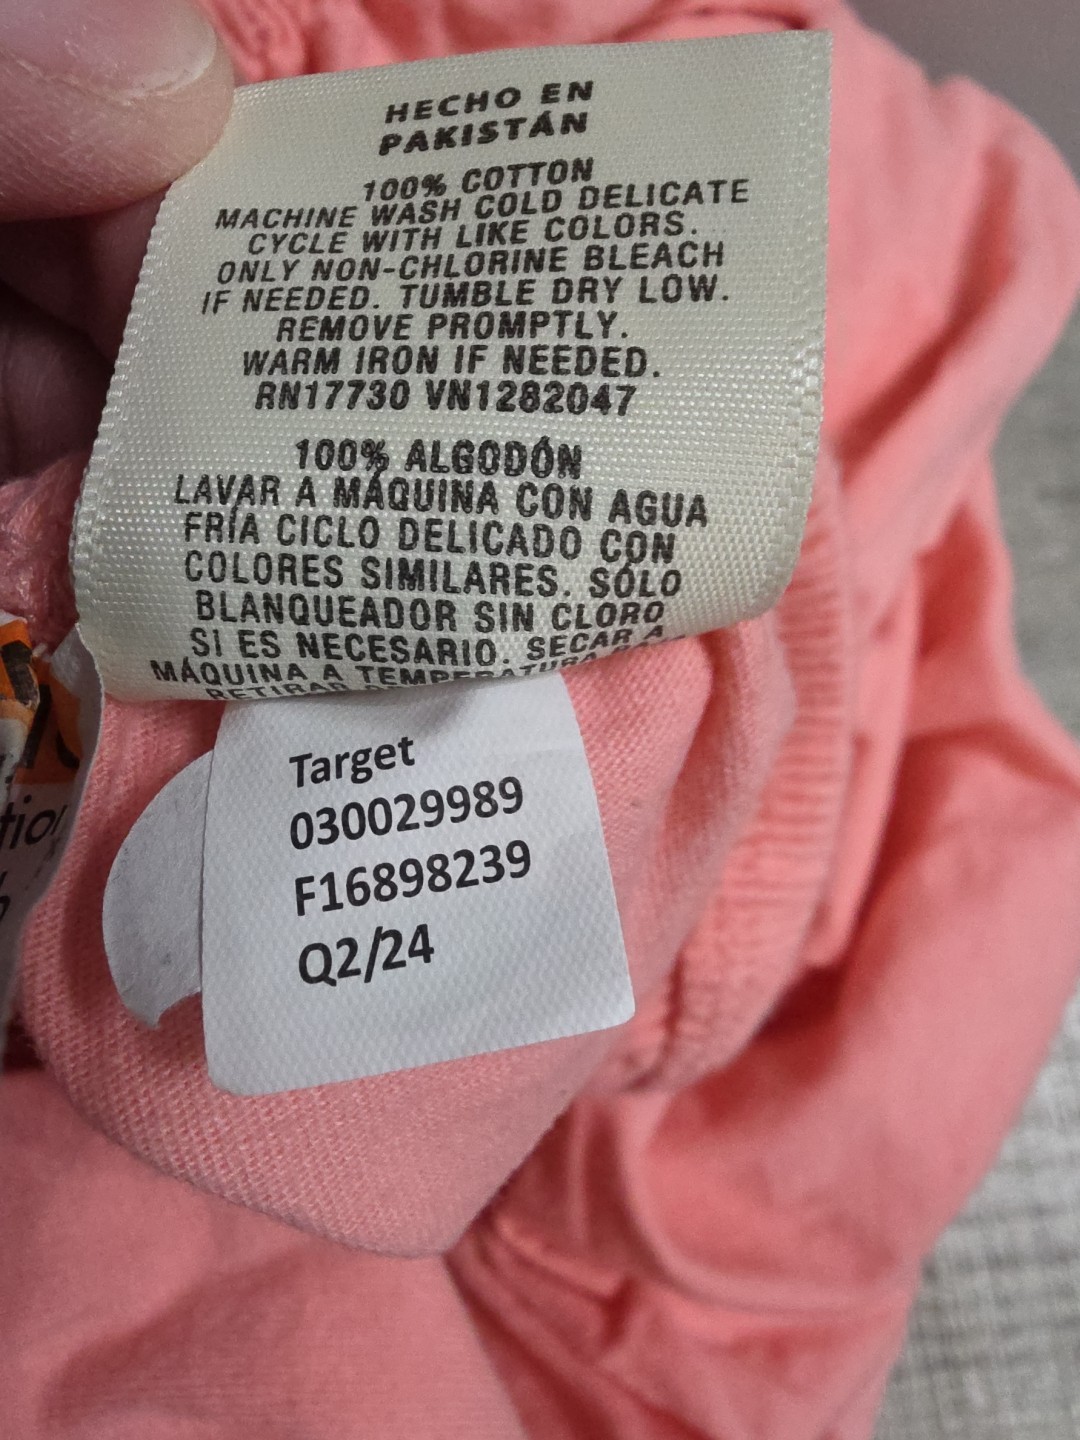 HECHO EN
PAKISTÁN
100% COTTON
MACHINE WASH COLD DELICATE
CYCLE WITH LIKE COLORS.
ONLY NON-CHLORINE BLEACH
IF NEEDED. TUMBLE DRY LOW.
REMOVE PROMPTLY.
WARM IRON IF NEEDED.
RN17730 VN1282047
100% ALGODÓN
LAVAR A MÁQUINA CON AGUA
FRÍA CICLO DELICADO CON
COLORES SIMILARES. SÓLO
BLANQUEADOR SIN CLORO
SI ES NECESARIO. SECAR A
MÁQUINA A TEMPERATURA
RETIRAR
Target
030029989
F16898239
Q2/24